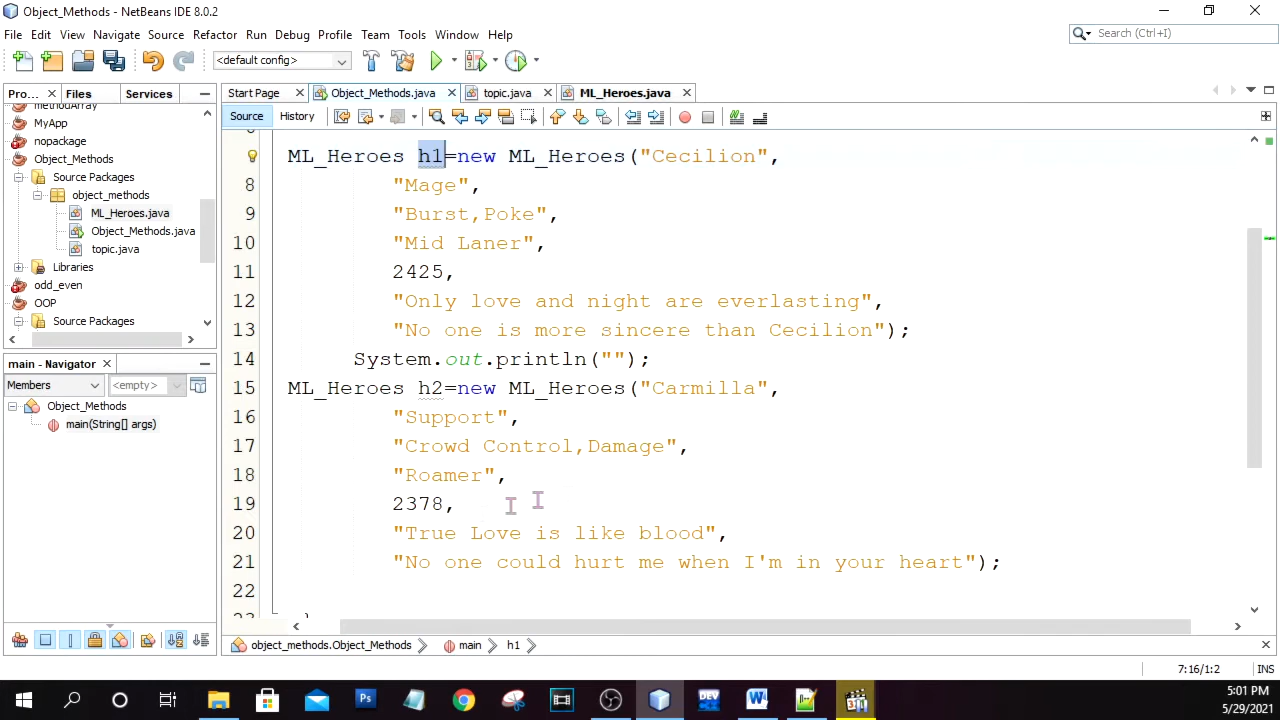 Object_Methods - NetBeans IDE 8.0.2
File Edit View Navigate Source Refactor Run Debug Profile Team Tools Window Help
Search (Ctrl+I)
<default config>
Pro... Files Services
Start Page Object_Methods.java topic.java ML_Heroes.java
Source History
methodArray
MyApp
nopackage
Object_Methods
Source Packages
object_methods
ML_Heroes.java
Object_Methods.java
topic.java
Libraries
odd_even
OOP
Source Packages
main - Navigator
Members <empty>
Object_Methods
main(String[] args)
ML_Heroes h1=new ML_Heroes("Cecilion",
8 "Mage",
9 "Burst,Poke",
10 "Mid Laner",
11 2425,
12 "Only love and night are everlasting",
13 "No one is more sincere than Cecilion");
14 System.out.println("");
15 ML_Heroes h2=new ML_Heroes("Carmilla",
16 "Support",
17 "Crowd Control,Damage",
18 "Roamer",
19 2378,
20 "True Love is like blood",
21 "No one could hurt me when I'm in your heart");
22
23 }
object_methods.Object_Methods main h1
7:16/1:2 INS
5:01 PM
5/29/2021